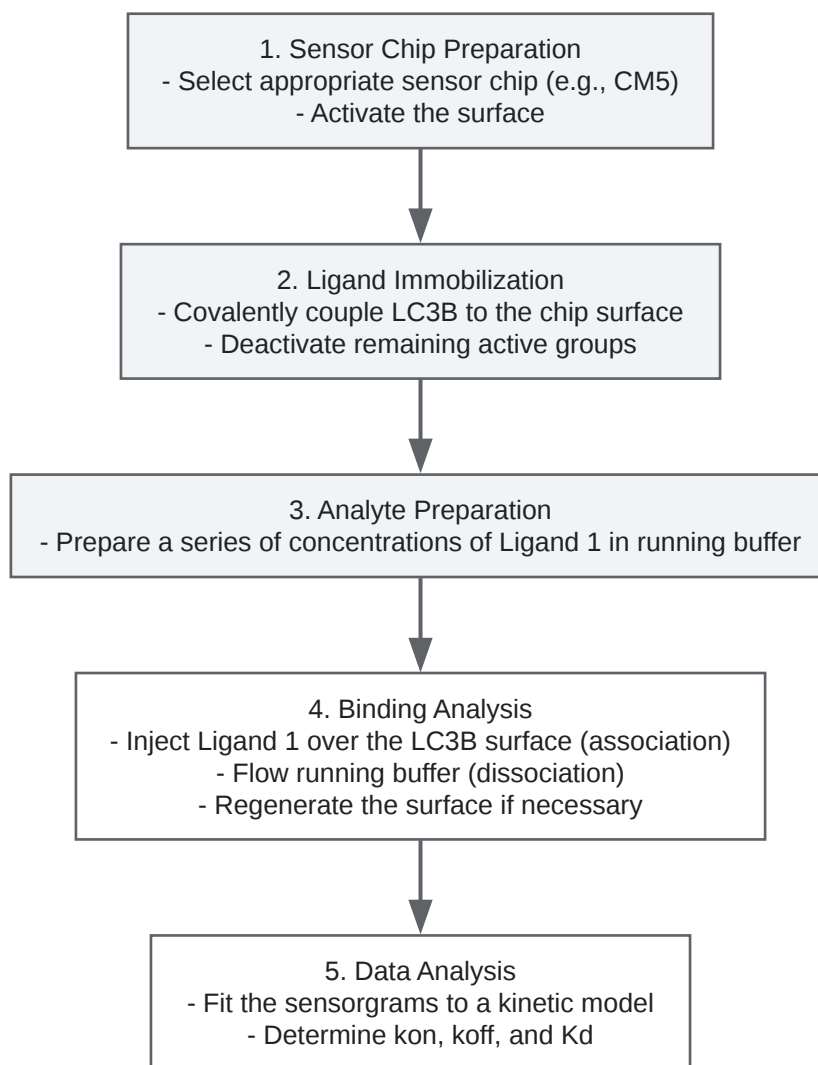 1. Sensor Chip Preparation
- Select appropriate sensor chip (e.g., CM5)
- Activate the surface
2. Ligand Immobilization
- Covalently couple LC3B to the chip surface
- Deactivate remaining active groups
3. Analyte Preparation
- Prepare a series of concentrations of Ligand 1 in running buffer
4. Binding Analysis
- Inject Ligand 1 over the LC3B surface (association)
- Flow running buffer (dissociation)
- Regenerate the surface if necessary
5. Data Analysis
- Fit the sensorgrams to a kinetic model
- Determine kon, koff, and Kd